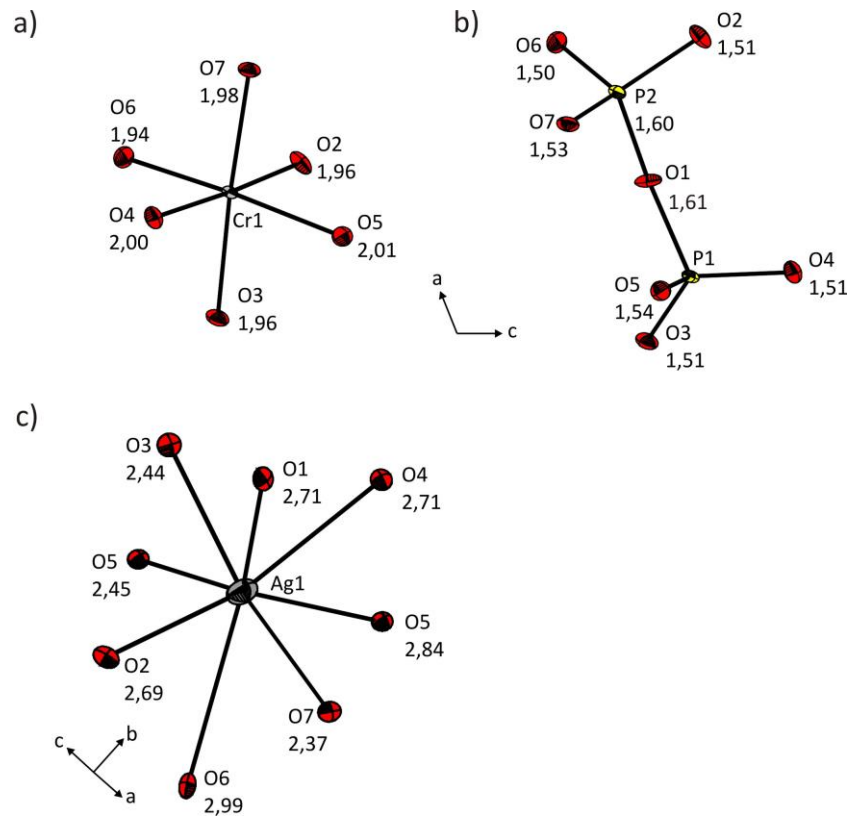 a)
O7
1,98
O6
1,94
O2
1,96
O4
2,00
Cr1
O5
2,01
O3
1,96
b)
O6
1,50
O2
1,51
P2
1,60
O7
1,53
O1
1,61
P1
O5
1,54
O4
1,51
O3
1,51
a
c
c)
O3
2,44
O1
2,71
O4
2,71
O5
2,45
Ag1
O5
2,84
O2
2,69
O7
2,37
O6
2,99
c
b
a